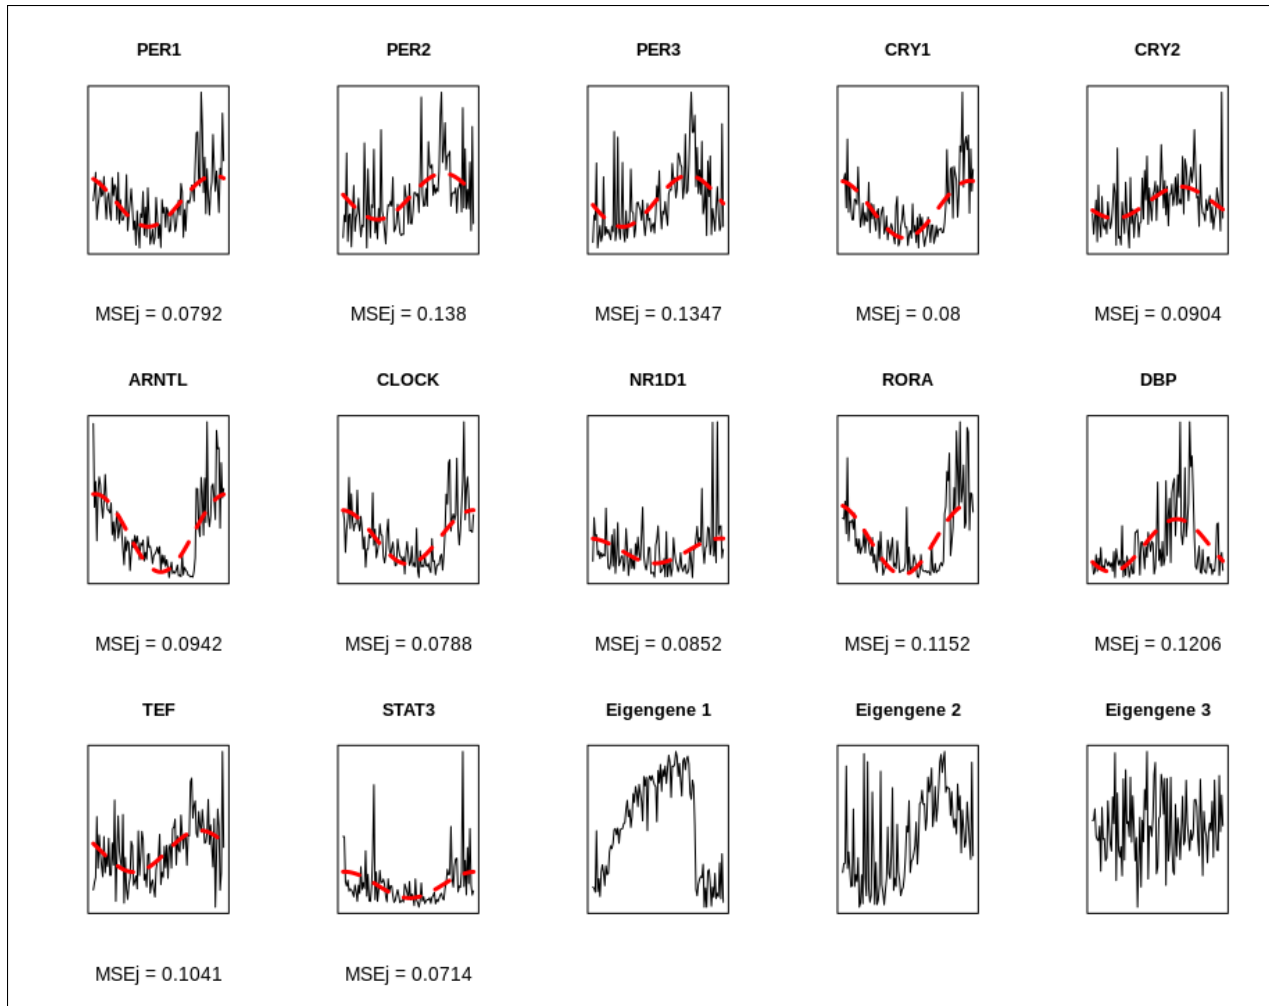 PER1 PER2 PER3 CRY1 CRY2
MSEj = 0.0792 MSEj = 0.138 MSEj = 0.1347 MSEj = 0.08 MSEj = 0.0904
ARNTL CLOCK NR1D1 RORA DBP
MSEj = 0.0942 MSEj = 0.0788 MSEj = 0.0852 MSEj = 0.1152 MSEj = 0.1206
TEF STAT3 Eigengene 1 Eigengene 2 Eigengene 3
MSEj = 0.1041 MSEj = 0.0714